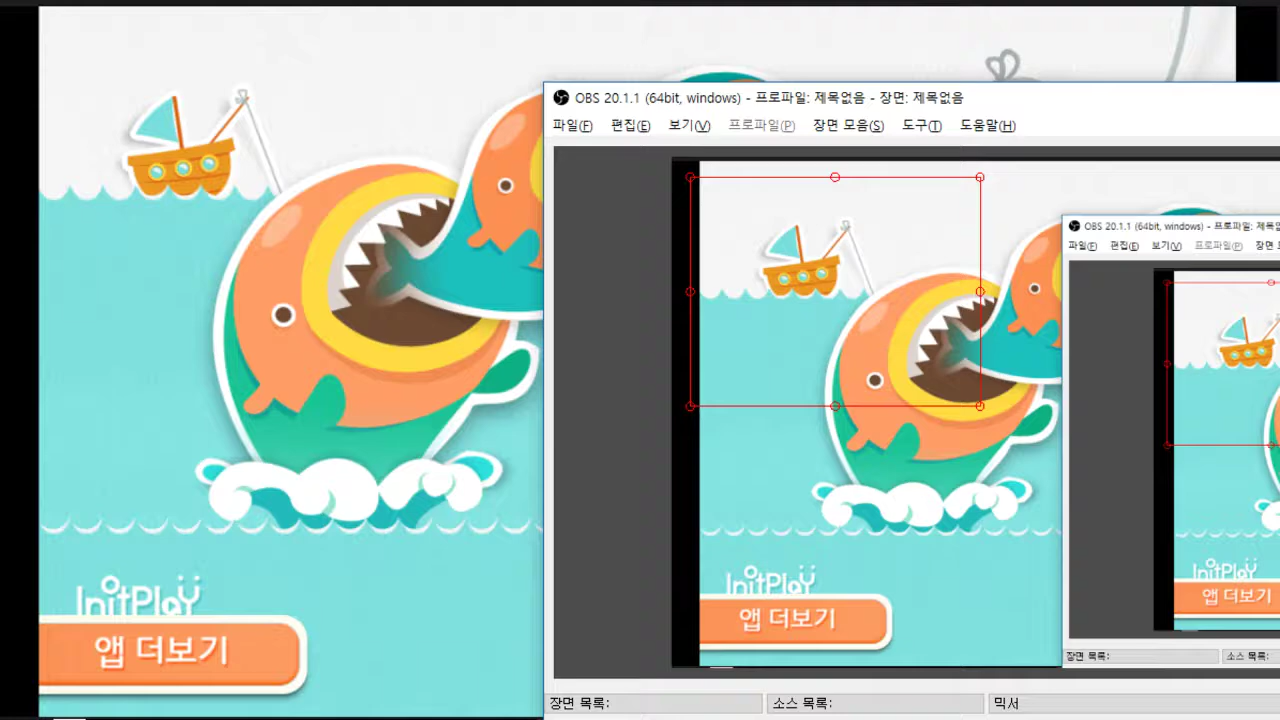 OBS 20.1.1 (64bit, windows) - 프로파일: 제목없음 - 장면: 제목없음
파일(F) 편집(E) 보기(V) 프로파일(P) 장면 모음(S) 도구(T) 도움말(H)
OBS 20.1.1 (64bit, windows) - 프로파일: 제목
파일(F) 편집(E) 보기(V) 프로파일(P) 장면
InitPlay
앱 더보기
InitPlay
앱 더보기
InitPlay
앱 더보기
장면 목록: 소스 목록:
장면 목록: 소스 목록: 믹서